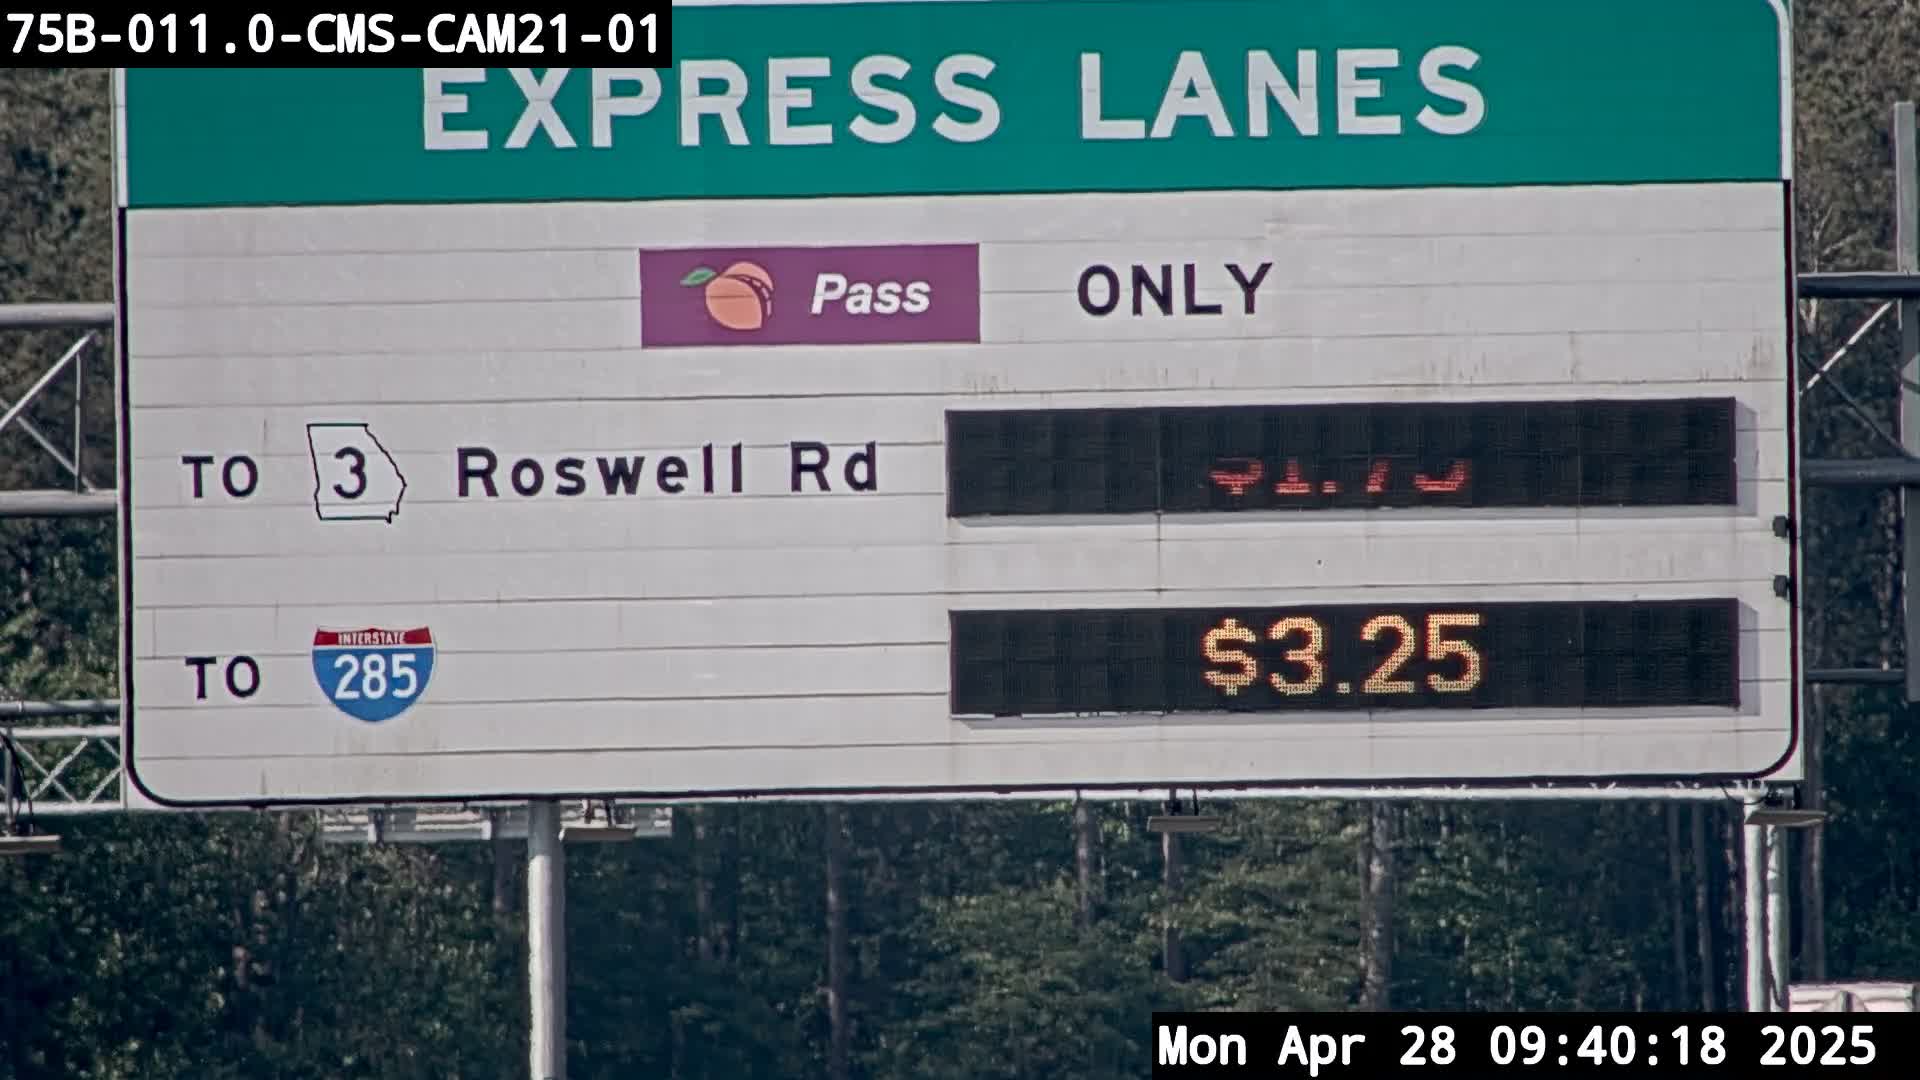 75B-011.0-CMS-CAM21-01
EXPRESS LANES
Pass ONLY
TO 3 Roswell Rd
TO INTERSTATE 285 $3.25
Mon Apr 28 09:40:18 2025